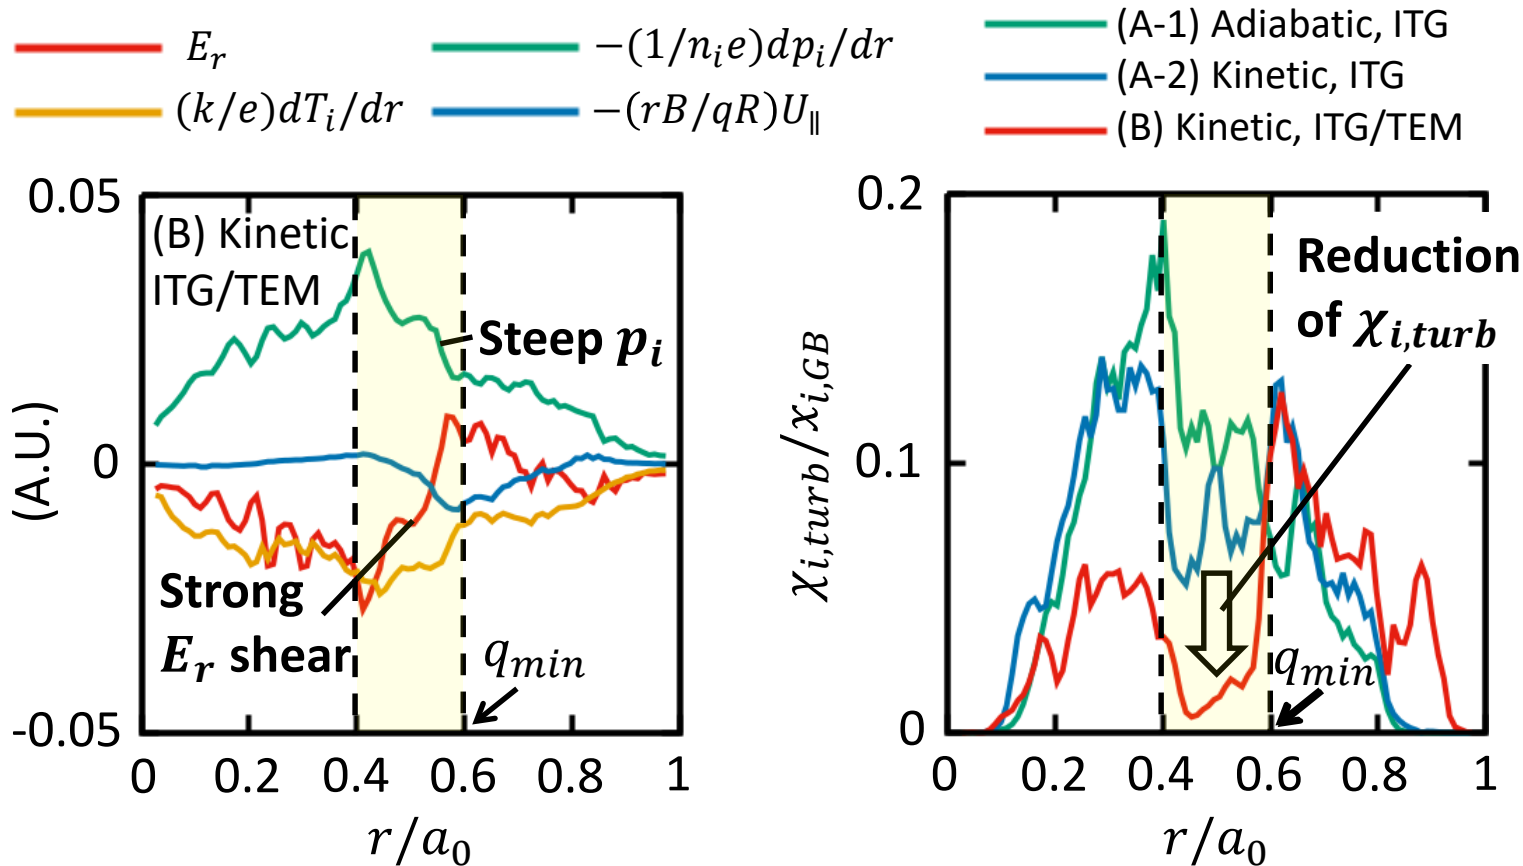 E_r
−(1/n_i e)dp_i/dr
(k/e)dT_i/dr
−(rB/qR)U_∥
(A-1) Adiabatic, ITG
(A-2) Kinetic, ITG
(B) Kinetic, ITG/TEM
0.05
0
-0.05
(A.U.)
(B) Kinetic
ITG/TEM
Steep p_i
Strong
E_r shear
q_min
0
0.2
0.4
0.6
0.8
1
r/a_0
0.2
0.1
0
χ_i,turb/χ_i,GB
Reduction
of χ_i,turb
q_min
0
0.2
0.4
0.6
0.8
1
r/a_0